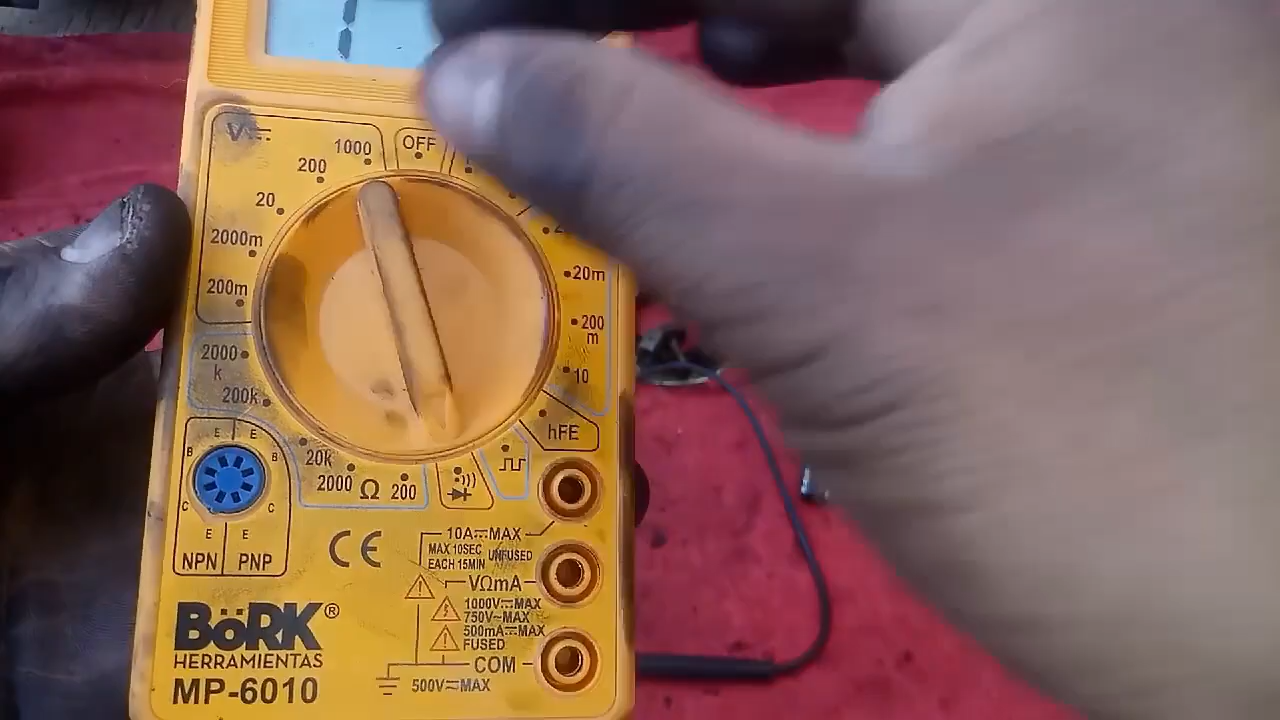 1
V⎓
1000
OFF
200
20
2000m
20m
200m
200
m
2000
k
10
200k
hFE
E E
B B
20k
2000 Ω 200
C C
E E
NPN PNP
CE
10A⎓MAX
MAX 10SEC UNFUSED
EACH 15MIN
VΩmA
1000V⎓MAX
750V~MAX
500mA⎓MAX
FUSED
COM
500V⎓MAX
BöRK®
HERRAMIENTAS
MP-6010